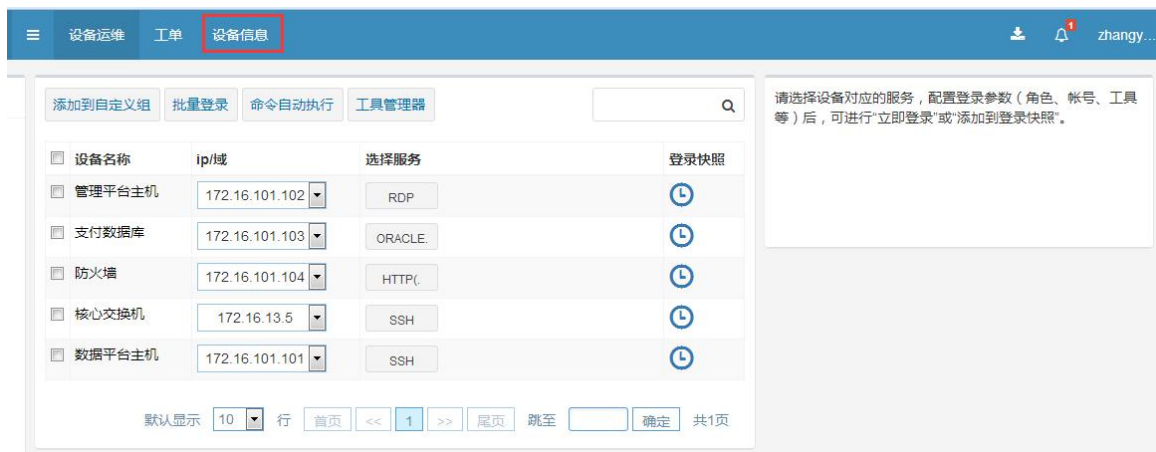 设备运维 工单 设备信息 1 zhangy...
添加到自定义组 批量登录 命令自动执行 工具管理器
设备名称 ip/域 选择服务 登录快照
管理平台主机 172.16.101.102 RDP
支付数据库 172.16.101.103 ORACLE.
防火墙 172.16.101.104 HTTP(.
核心交换机 172.16.13.5 SSH
数据平台主机 172.16.101.101 SSH
默认显示 10 行 首页 << 1 >> 尾页 跳至 确定 共1页
请选择设备对应的服务，配置登录参数（角色、帐号、工具
等）后，可进行“立即登录”或“添加到登录快照”。